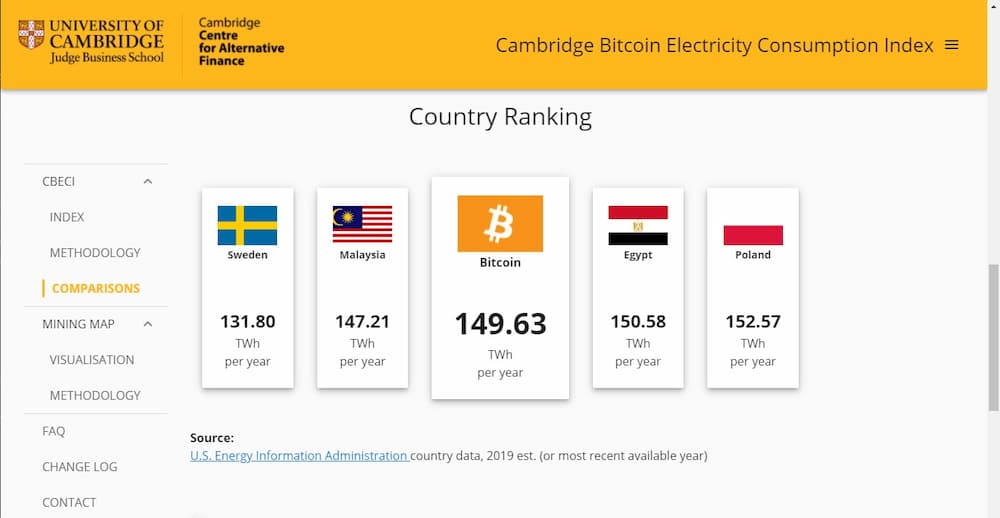 UNIVERSITY OF
CAMBRIDGE
Judge Business School
Cambridge
Centre
for Alternative
Finance
Cambridge Bitcoin Electricity Consumption Index
Country Ranking
CBECI
INDEX
METHODOLOGY
COMPARISONS
MINING MAP
VISUALISATION
METHODOLOGY
FAQ
CHANGE LOG
CONTACT
Sweden
131.80
TWh
per year
Malaysia
147.21
TWh
per year
Bitcoin
149.63
TWh
per year
Egypt
150.58
TWh
per year
Poland
152.57
TWh
per year
Source:
U.S. Energy Information Administration country data, 2019 est. (or most recent available year)